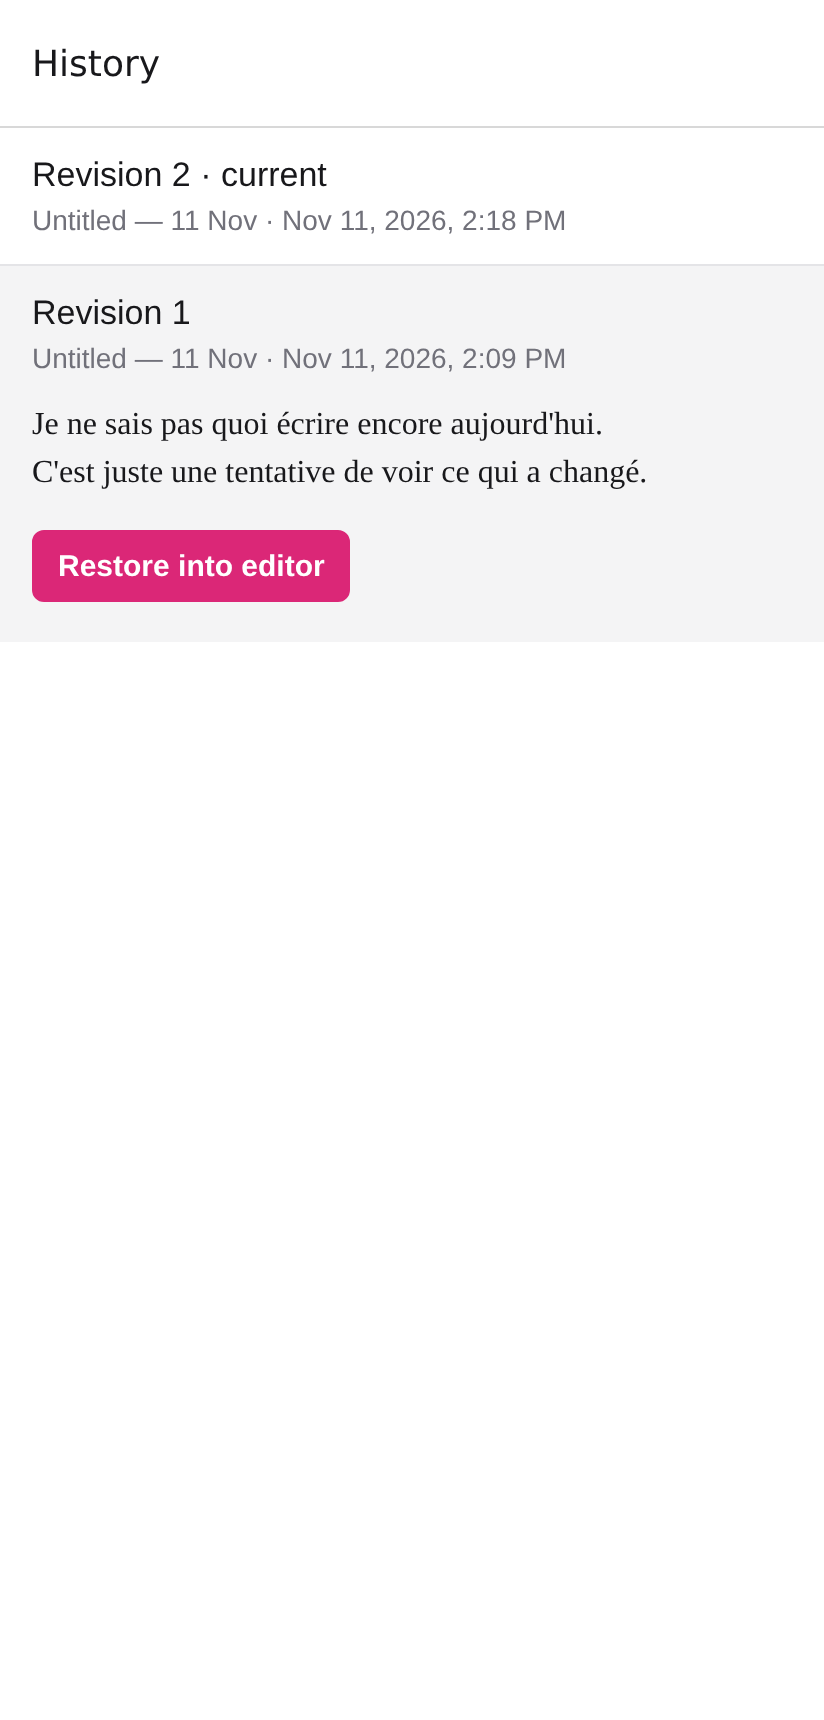 History
Revision 2 · current
Untitled — 11 Nov · Nov 11, 2026, 2:18 PM
Revision 1
Untitled — 11 Nov · Nov 11, 2026, 2:09 PM
Je ne sais pas quoi écrire encore aujourd'hui.
C'est juste une tentative de voir ce qui a changé.
Restore into editor